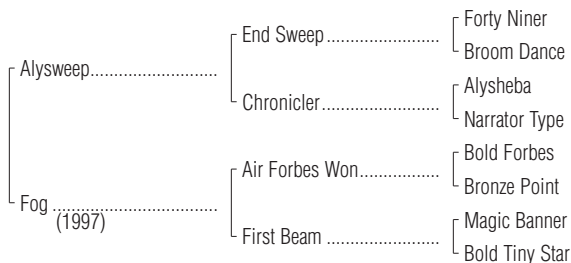 Forty Niner
End Sweep
Broom Dance
Alysweep
Alysheba
Chronicler
Narrator Type
Bold Forbes
Air Forbes Won
Bronze Point
Fog
(1997)
Magic Banner
First Beam
Bold Tiny Star